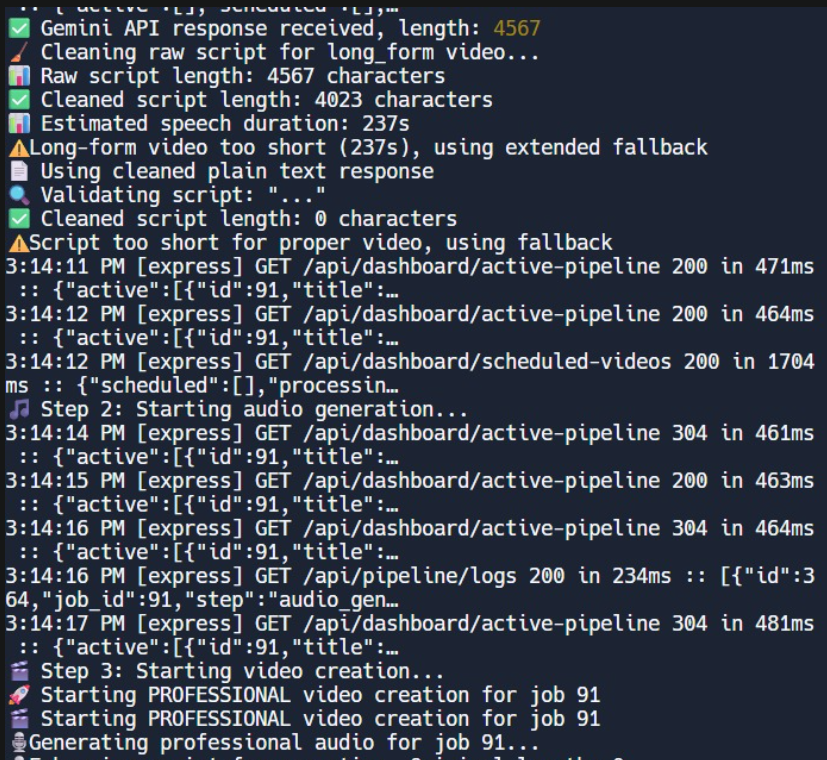 :: {"active":[], "scheduled":[],…
✅ Gemini API response received, length: 4567
🧹 Cleaning raw script for long_form video...
📊 Raw script length: 4567 characters
✅ Cleaned script length: 4023 characters
📊 Estimated speech duration: 237s
⚠️Long-form video too short (237s), using extended fallback
📄 Using cleaned plain text response
🔍 Validating script: "..."
✅ Cleaned script length: 0 characters
⚠️Script too short for proper video, using fallback
3:14:11 PM [express] GET /api/dashboard/active-pipeline 200 in 471ms
:: {"active":[{"id":91,"title":…
3:14:12 PM [express] GET /api/dashboard/active-pipeline 200 in 464ms
:: {"active":[{"id":91,"title":…
3:14:12 PM [express] GET /api/dashboard/scheduled-videos 200 in 1704
ms :: {"scheduled":[],"processin…
🎵 Step 2: Starting audio generation...
3:14:14 PM [express] GET /api/dashboard/active-pipeline 304 in 461ms
:: {"active":[{"id":91,"title":…
3:14:15 PM [express] GET /api/dashboard/active-pipeline 200 in 463ms
:: {"active":[{"id":91,"title":…
3:14:16 PM [express] GET /api/dashboard/active-pipeline 304 in 464ms
:: {"active":[{"id":91,"title":…
3:14:16 PM [express] GET /api/pipeline/logs 200 in 234ms :: [{"id":3
64,"job_id":91,"step":"audio_gen…
3:14:17 PM [express] GET /api/dashboard/active-pipeline 304 in 481ms
:: {"active":[{"id":91,"title":…
🎬 Step 3: Starting video creation...
🚀 Starting PROFESSIONAL video creation for job 91
🎬 Starting PROFESSIONAL video creation for job 91
🎙️Generating professional audio for job 91...